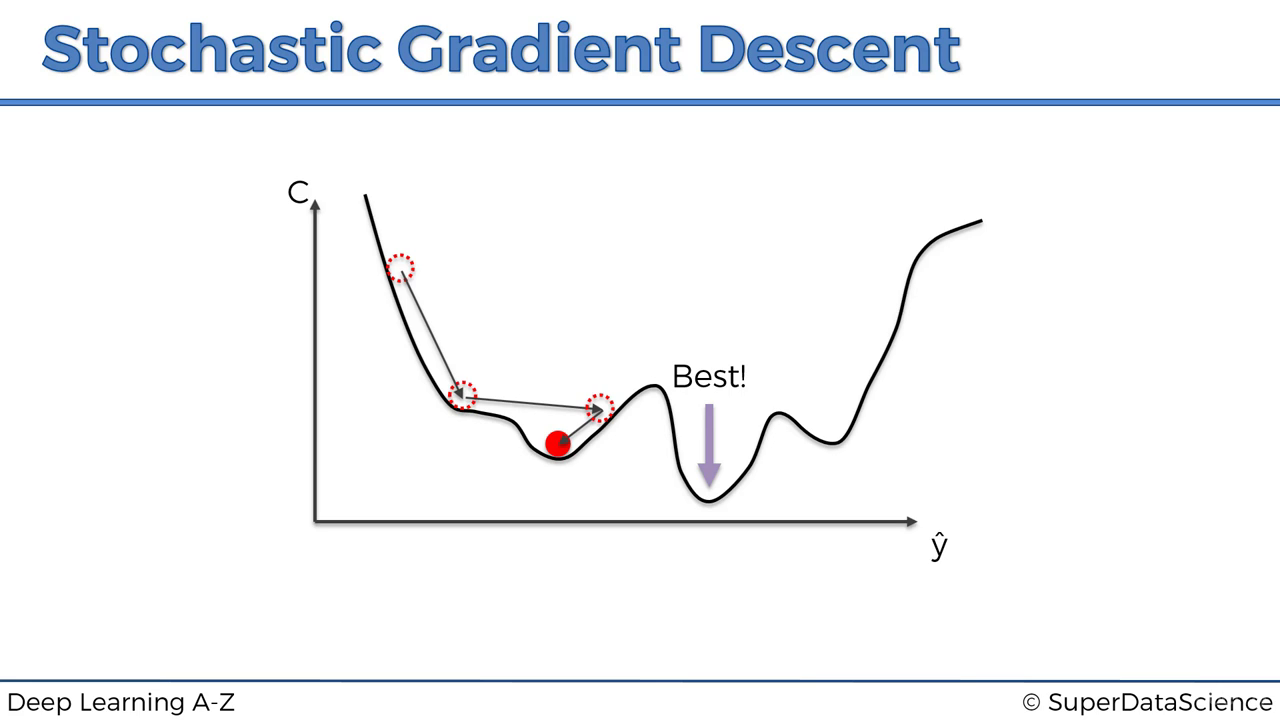 Stochastic Gradient Descent
C
Best!
ŷ
Deep Learning A-Z
© SuperDataScience